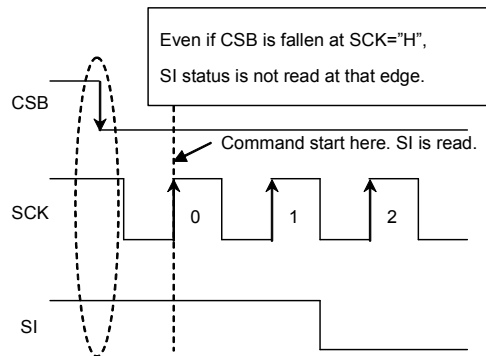 Even if CSB is fallen at SCK=”H”,
SI status is not read at that edge.
CSB
Command start here. SI is read.
SCK
0
1
2
SI